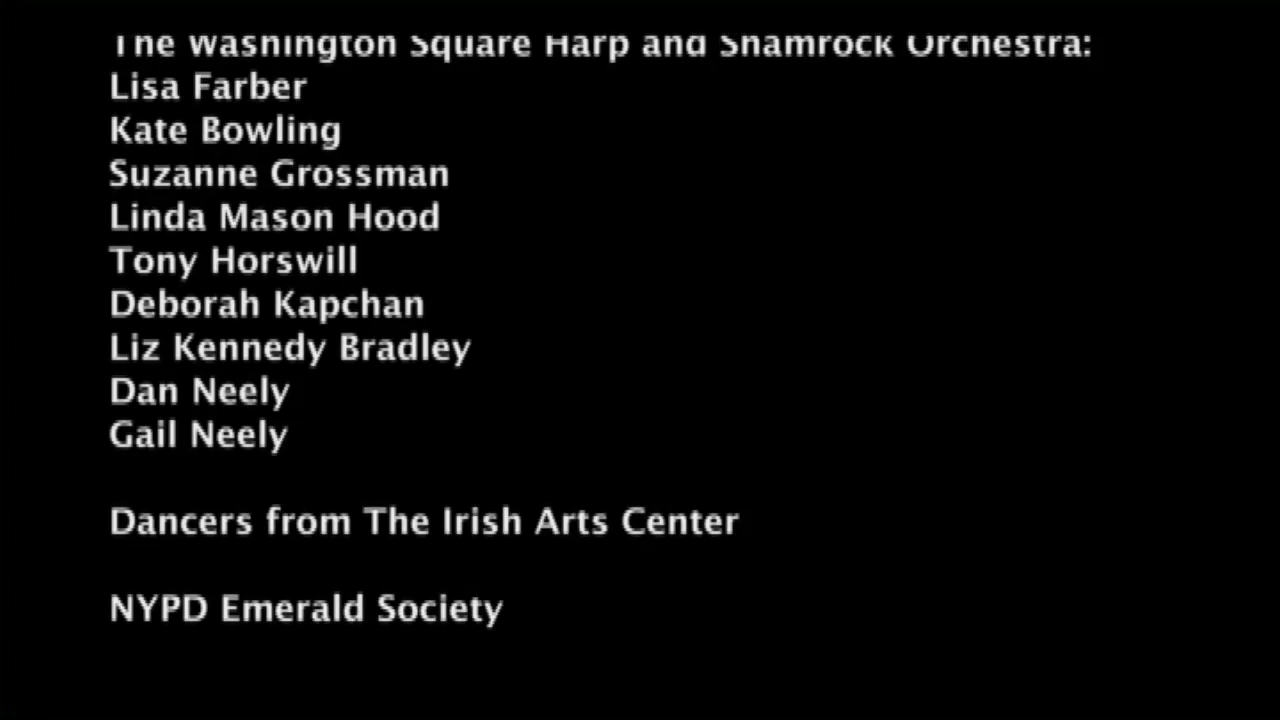 The Washington Square Harp and Shamrock Orchestra:
Lisa Farber
Kate Bowling
Suzanne Grossman
Linda Mason Hood
Tony Horswill
Deborah Kapchan
Liz Kennedy Bradley
Dan Neely
Gail Neely
Dancers from The Irish Arts Center
NYPD Emerald Society